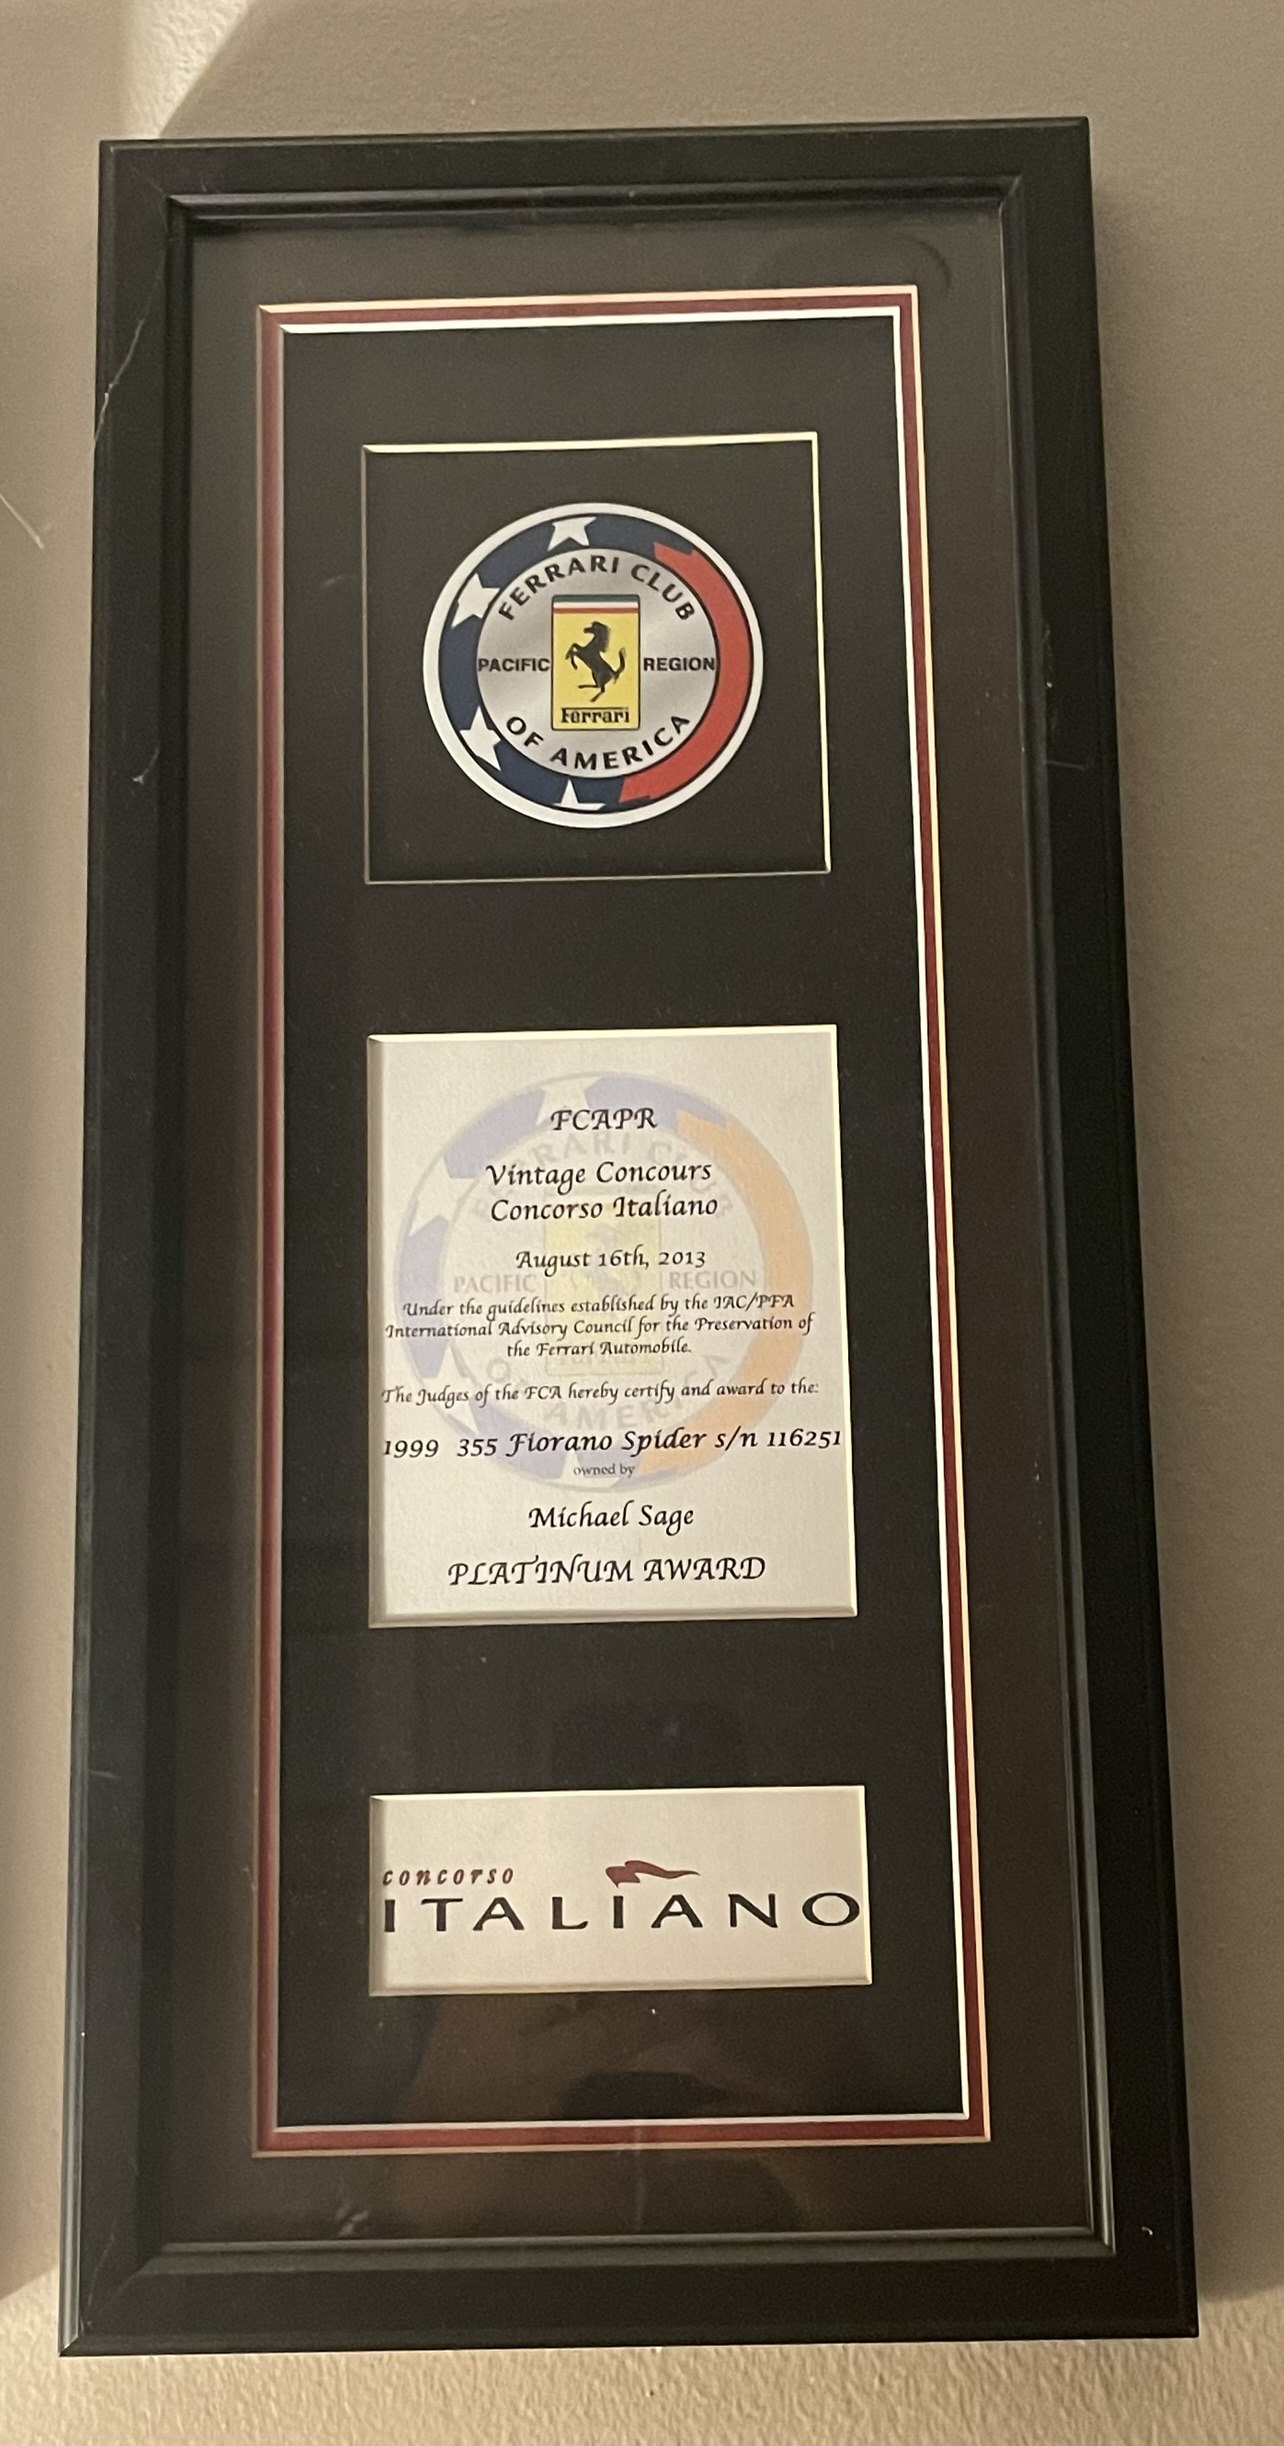 FERRARI CLUB
PACIFIC REGION
Ferrari
OF AMERICA
FCAPR
Vintage Concours
Concorso Italiano
August 16th, 2013
PACIFIC REGION
Under the guidelines established by the IAC/PFA
International Advisory Council for the Preservation of
the Ferrari Automobile.
The Judges of the FCA hereby certify and award to the:
1999 355 Fiorano Spider s/n 116251
owned by
Michael Sage
PLATINUM AWARD
concorso
ITALIANO